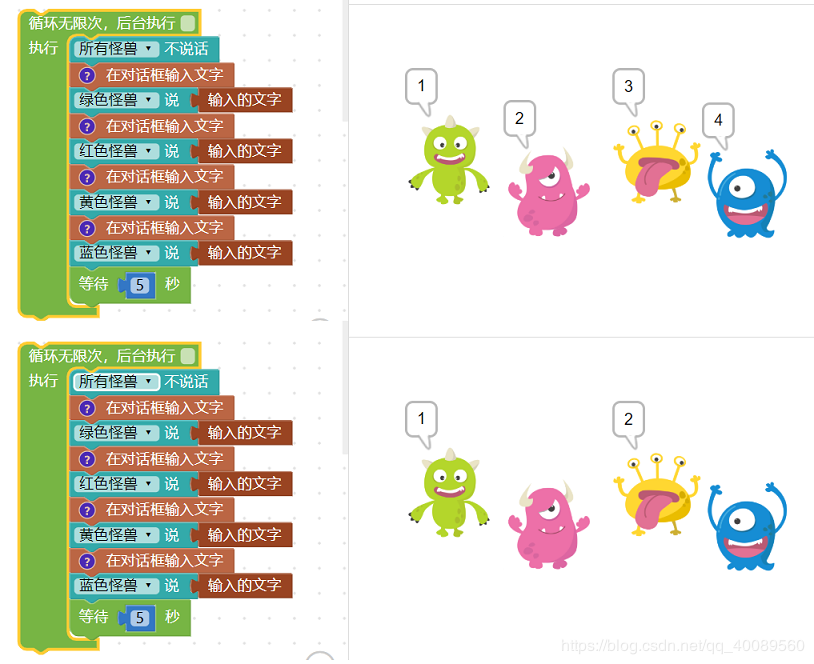 循环无限次，后台执行
执行 所有怪兽 不说话
? 在对话框输入文字
绿色怪兽 说 输入的文字
? 在对话框输入文字
红色怪兽 说 输入的文字
? 在对话框输入文字
黄色怪兽 说 输入的文字
? 在对话框输入文字
蓝色怪兽 说 输入的文字
等待 5 秒
1
2
3
4
循环无限次，后台执行
执行 所有怪兽 不说话
? 在对话框输入文字
绿色怪兽 说 输入的文字
? 在对话框输入文字
红色怪兽 说 输入的文字
? 在对话框输入文字
黄色怪兽 说 输入的文字
? 在对话框输入文字
蓝色怪兽 说 输入的文字
等待 5 秒
1
2
https://blog.csdn.net/qq_40089560